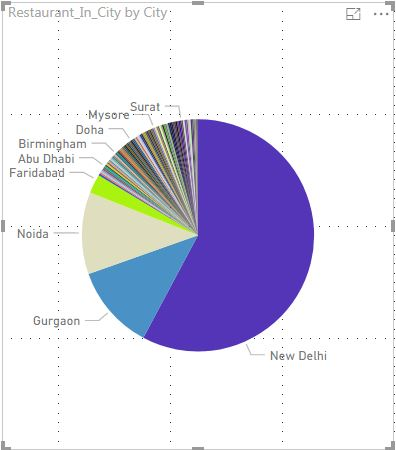 Restaurant_In_City by City
Surat
Mysore
Doha
Birmingham
Abu Dhabi
Faridabad
Noida
Gurgaon
New Delhi